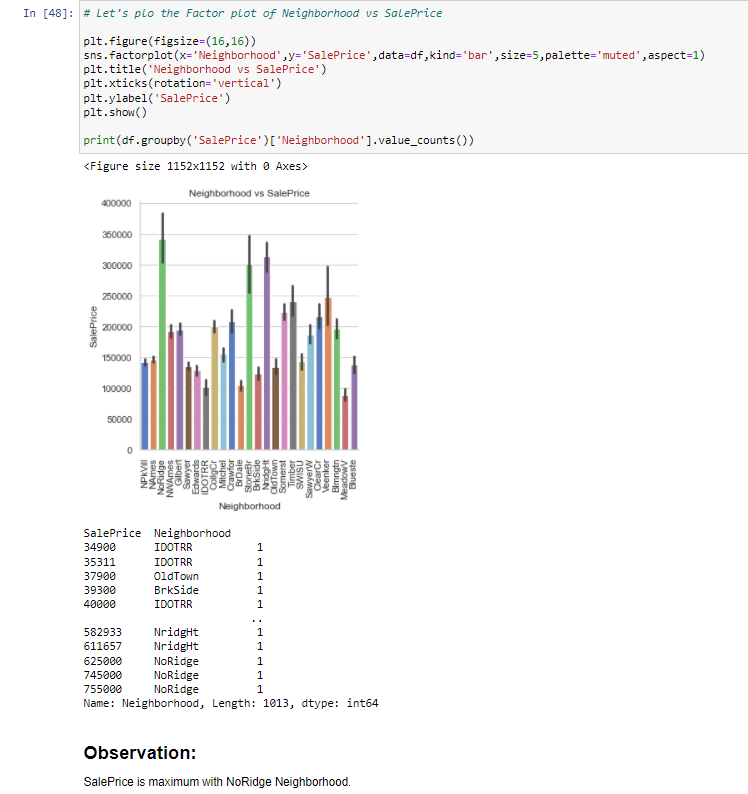 In [48]: # Let's plo the Factor plot of Neighborhood vs SalePrice
plt.figure(figsize=(16,16))
sns.factorplot(x='Neighborhood',y='SalePrice',data=df,kind='bar',size=5,palette='muted',aspect=1)
plt.title('Neighborhood vs SalePrice')
plt.xticks(rotation='vertical')
plt.ylabel('SalePrice')
plt.show()
print(df.groupby('SalePrice')['Neighborhood'].value_counts())
<Figure size 1152x1152 with 0 Axes>
Neighborhood vs SalePrice
400000
350000
300000
250000
200000
150000
100000
50000
0
SalePrice
NPkVill
NAmes
NoRidge
NWAmes
Gilbert
Sawyer
Edwards
IDOTRR
CollgCr
Mitchel
Crawfor
BrDale
StoneBr
BrkSide
NridgHt
OldTown
Somerst
Timber
SWISU
SawyerW
ClearCr
Veenker
Blmngtn
MeadowV
Blueste
Neighborhood
SalePrice Neighborhood
34900 IDOTRR 1
35311 IDOTRR 1
37900 OldTown 1
39300 BrkSide 1
40000 IDOTRR 1
..
582933 NridgHt 1
611657 NridgHt 1
625000 NoRidge 1
745000 NoRidge 1
755000 NoRidge 1
Name: Neighborhood, Length: 1013, dtype: int64
Observation:
SalePrice is maximum with NoRidge Neighborhood.